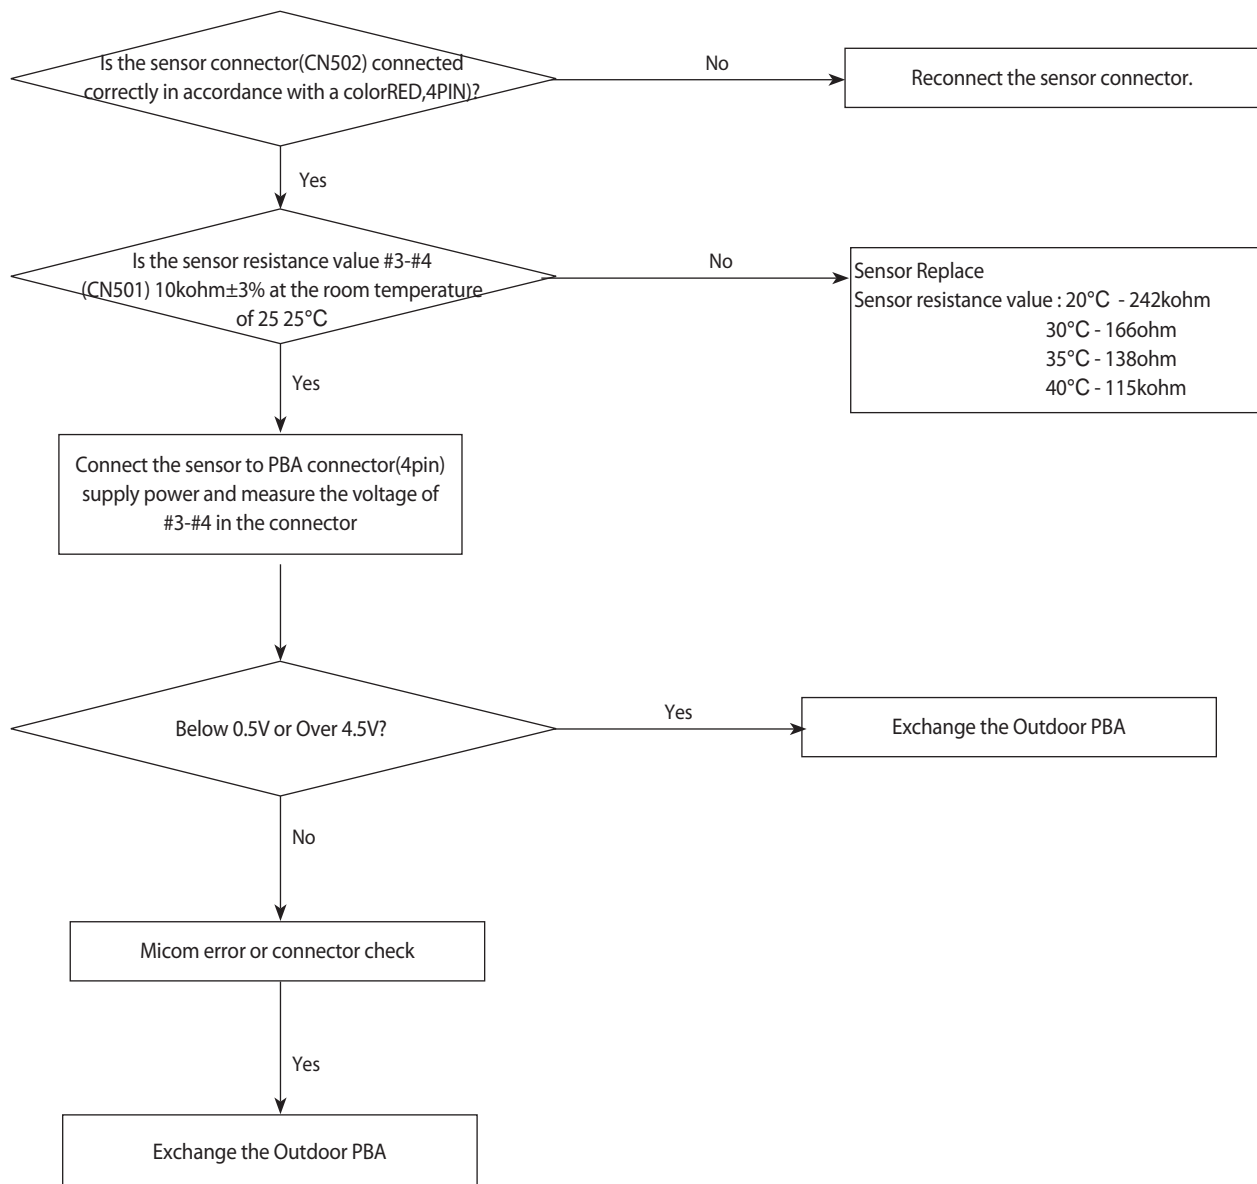 Is the sensor connector(CN502) connected
correctly in accordance with a colorRED,4PIN)?
No
Reconnect the sensor connector.
Yes
Is the sensor resistance value #3-#4
(CN501) 10kohm±3% at the room temperature
of 25 25°C
No
Sensor Replace
Sensor resistance value : 20°C - 242kohm
30°C - 166ohm
35°C - 138ohm
40°C - 115kohm
Yes
Connect the sensor to PBA connector(4pin)
supply power and measure the voltage of
#3-#4 in the connector
Below 0.5V or Over 4.5V?
Yes
Exchange the Outdoor PBA
No
Micom error or connector check
Yes
Exchange the Outdoor PBA